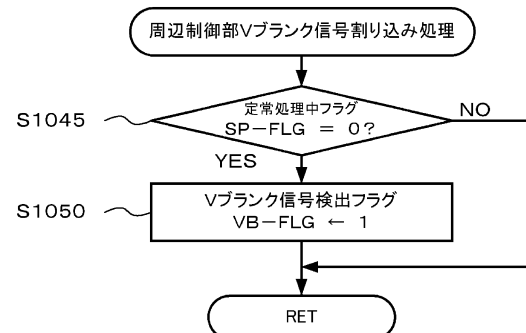 周辺制御部Vブランク信号割り込み処理
定常処理中フラグ
SP−FLG = 0?
S1045
NO
YES
Vブランク信号検出フラグ
VB−FLG ← 1
S1050
RET